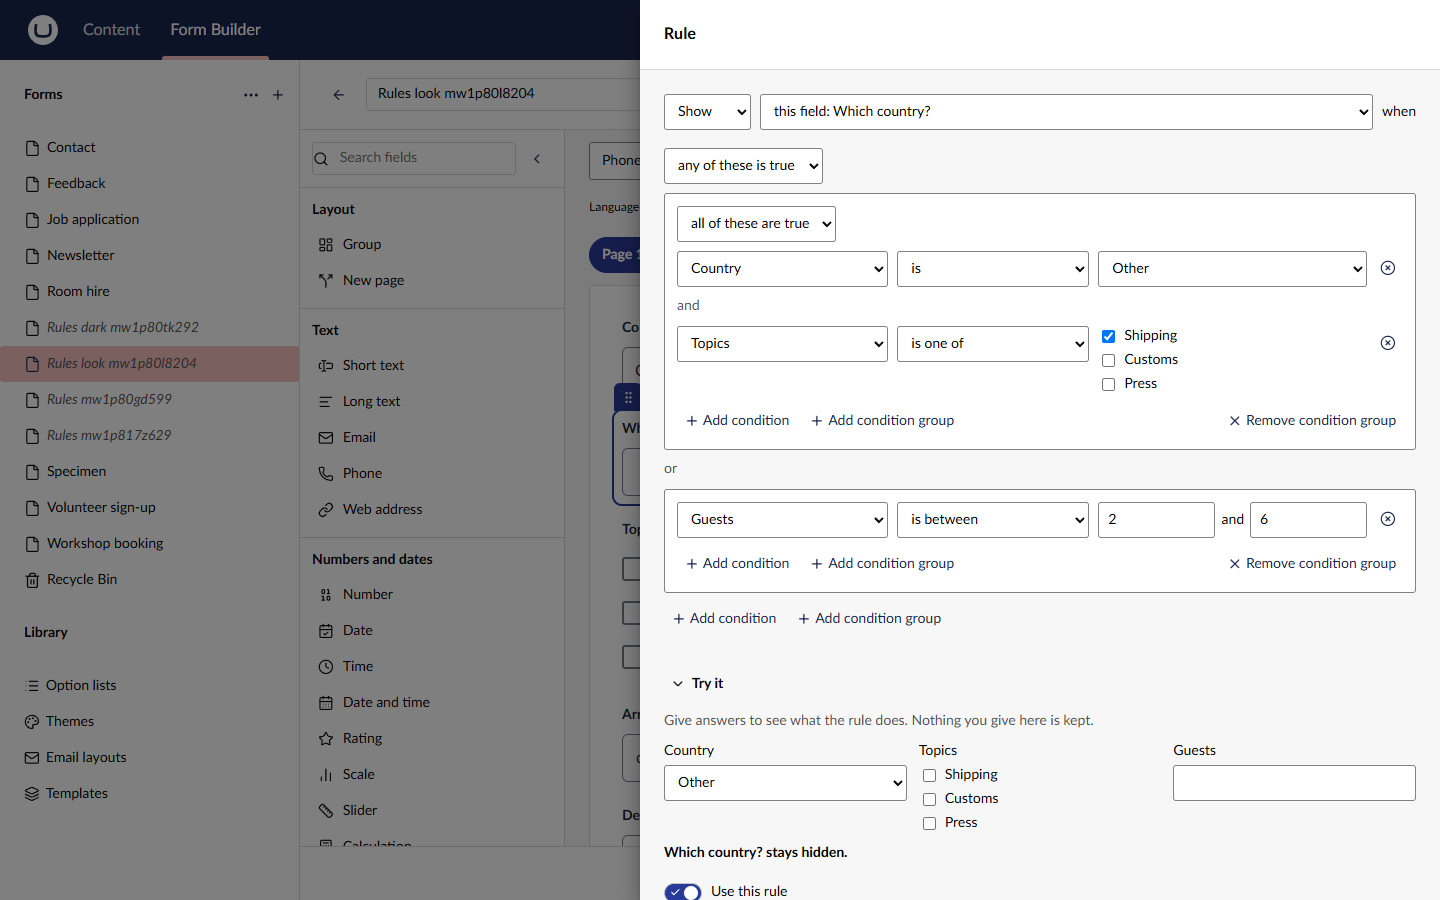 Content
Form Builder
Forms
Contact
Feedback
Job application
Newsletter
Room hire
Rules dark mw1p80tk292
Rules look mw1p80l8204
Rules mw1p80gd599
Rules mw1p817z629
Specimen
Volunteer sign-up
Workshop booking
Recycle Bin
Library
Option lists
Themes
Email layouts
Templates
Rules look mw1p80l8204
Search fields
Layout
Group
New page
Text
Short text
Long text
Email
Phone
Web address
Numbers and dates
Number
Date
Time
Date and time
Rating
Scale
Slider
Calculation
Phone
Language
Page 1
Rule
Show this field: Which country? when
any of these is true
all of these are true
Country is Other
and
Topics is one of Shipping
Customs
Press
Add condition Add condition group Remove condition group
or
Guests is between 2 and 6
Add condition Add condition group Remove condition group
Add condition Add condition group
Try it
Give answers to see what the rule does. Nothing you give here is kept.
Country Topics Guests
Other
Shipping
Customs
Press
Which country? stays hidden.
Use this rule